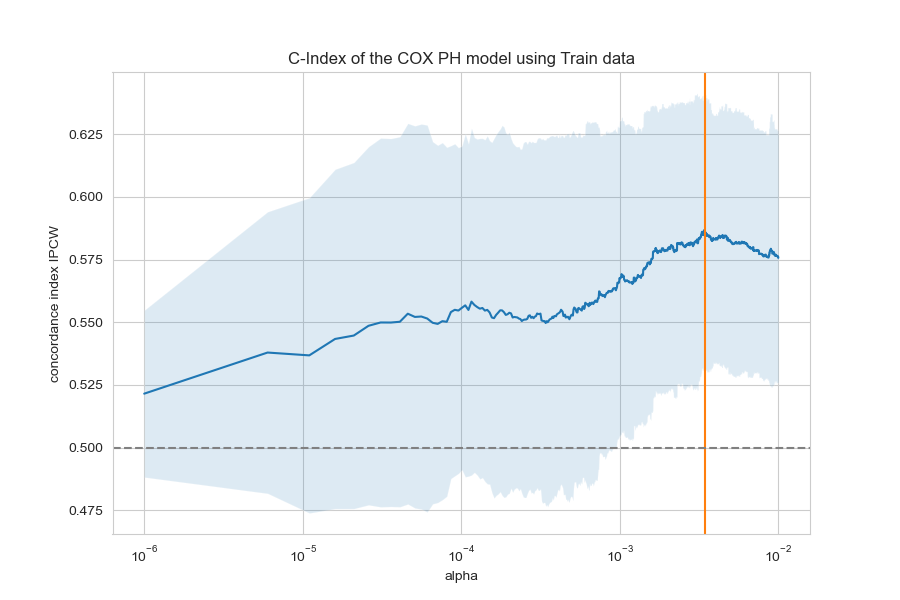 C-Index of the COX PH model using Train data
concordance index IPCW
0.625
0.600
0.575
0.550
0.525
0.500
0.475
10⁻⁶ 10⁻⁵ 10⁻⁴ 10⁻³ 10⁻²
alpha